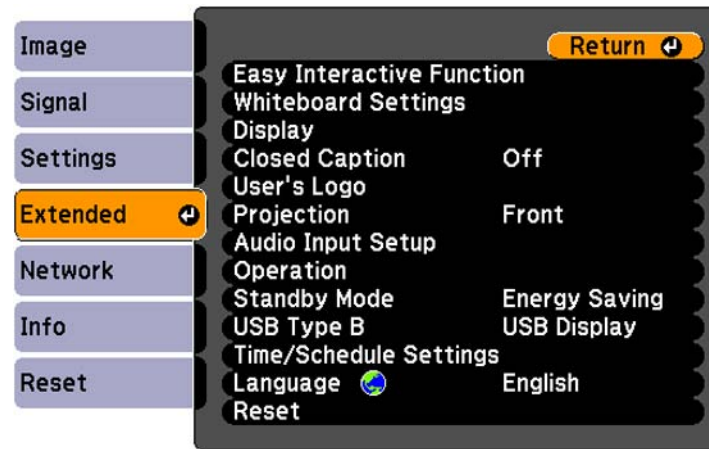 Image
Signal
Settings
Extended
Network
Info
Reset
Return
Easy Interactive Function
Whiteboard Settings
Display
Closed Caption Off
User's Logo
Projection Front
Audio Input Setup
Operation
Standby Mode Energy Saving
USB Type B USB Display
Time/Schedule Settings
Language English
Reset